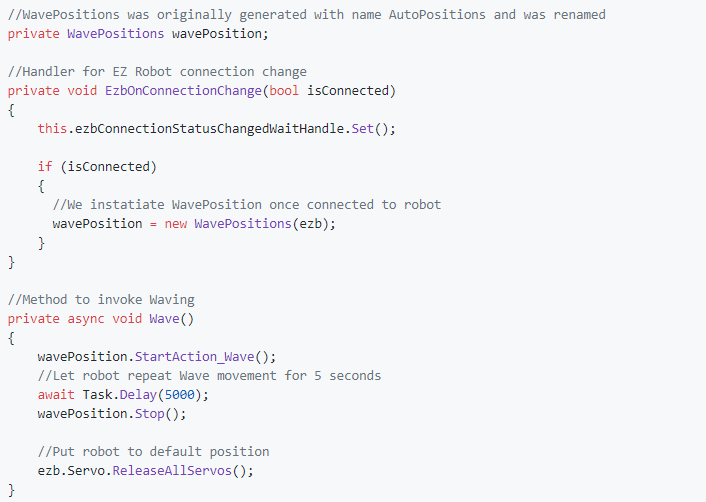 //WavePositions was originally generated with name AutoPositions and was renamed
private WavePositions wavePosition;

//Handler for EZ Robot connection change
private void EzbOnConnectionChange(bool isConnected)
{
    this.ezbConnectionStatusChangedWaitHandle.Set();

    if (isConnected)
    {
      //We instatiate WavePosition once connected to robot
      wavePosition = new WavePositions(ezb);
    }
}

//Method to invoke Waving
private async void Wave()
{
    wavePosition.StartAction_Wave();
    //Let robot repeat Wave movement for 5 seconds
    await Task.Delay(5000);
    wavePosition.Stop();

    //Put robot to default position
    ezb.Servo.ReleaseAllServos();
}